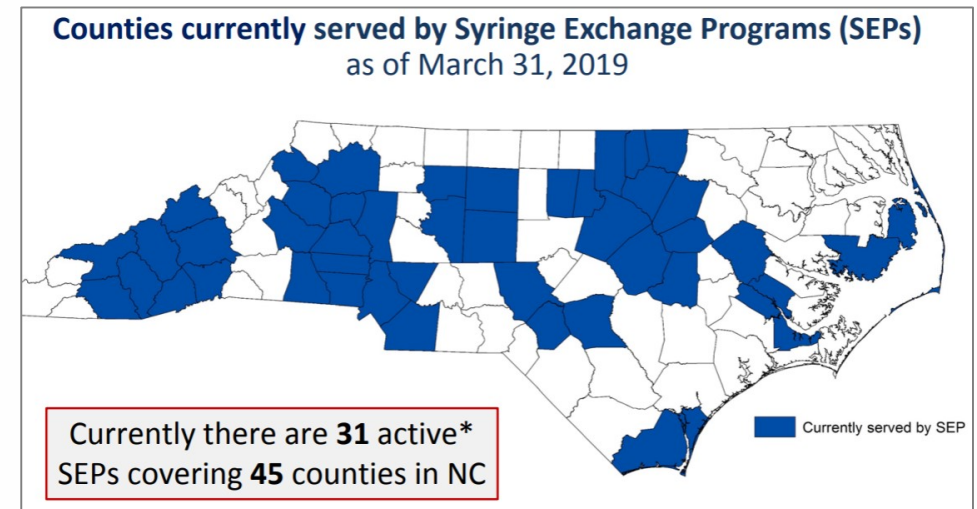 Counties currently served by Syringe Exchange Programs (SEPs)
as of March 31, 2019
Currently served by SEP
Currently there are 31 active*
SEPs covering 45 counties in NC